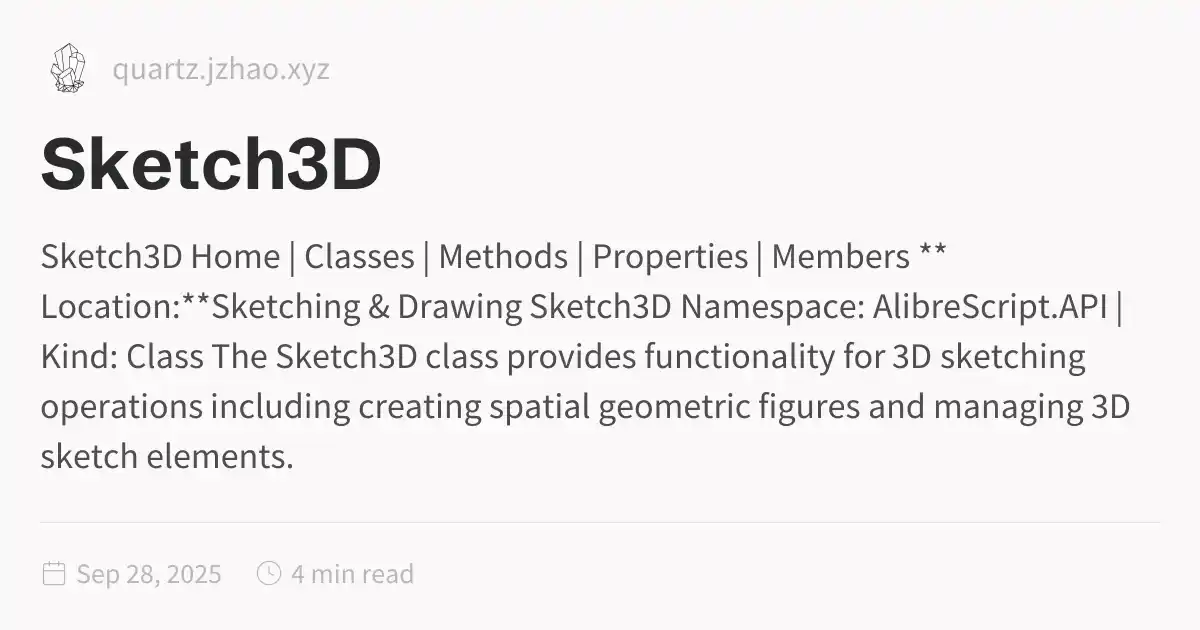 quartz.jzhao.xyz
Sketch3D
Sketch3D Home | Classes | Methods | Properties | Members **
Location:**Sketching & Drawing Sketch3D Namespace: AlibreScript.API |
Kind: Class The Sketch3D class provides functionality for 3D sketching
operations including creating spatial geometric figures and managing 3D
sketch elements.
Sep 28, 2025 4 min read